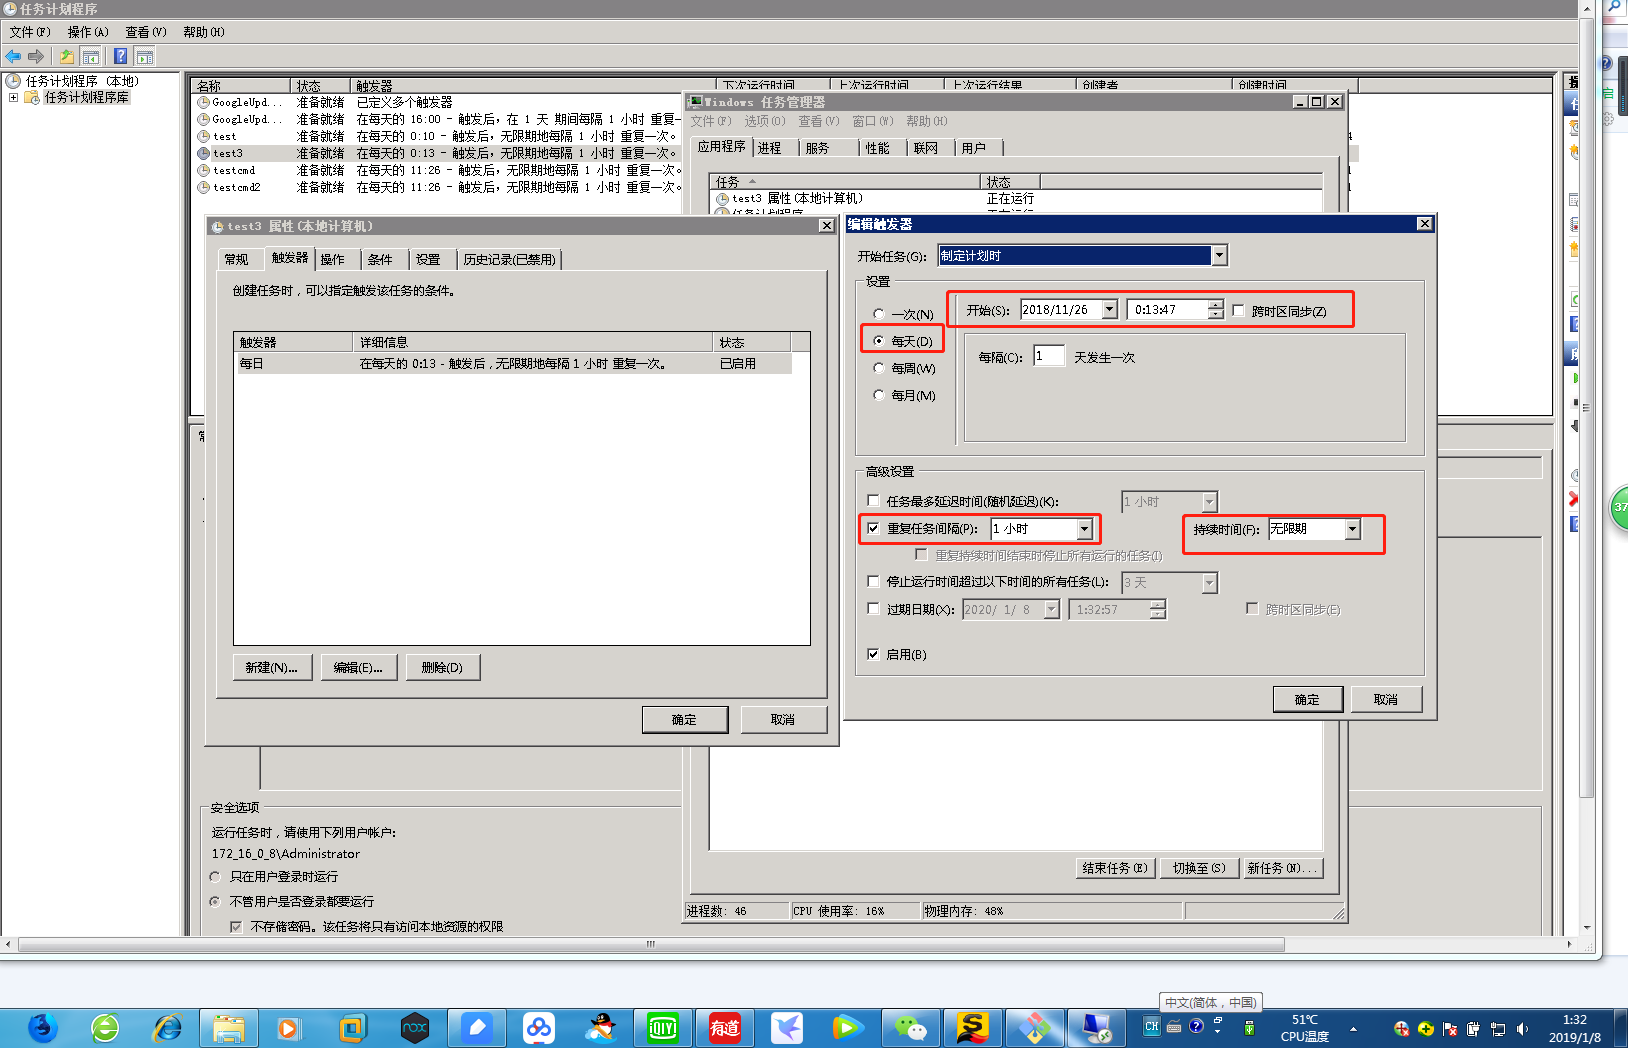 任务计划程序
文件(F) 操作(A) 查看(V) 帮助(H)
任务计划程序 (本地)
任务计划程序库
名称 状态 触发器 下次运行时间 上次运行时间 上次运行结果 创建者 创建时间
GoogleUpd... 准备就绪 已定义多个触发器
GoogleUpd... 准备就绪 在每天的 16:00 - 触发后，在 1 天 期间每隔 1 小时 重复一
test 准备就绪 在每天的 0:10 - 触发后，无限期地每隔 1 小时 重复一次。
test3 准备就绪 在每天的 0:13 - 触发后，无限期地每隔 1 小时 重复一次。
testcmd 准备就绪 在每天的 11:26 - 触发后，无限期地每隔 1 小时 重复一次。
testcmd2 准备就绪 在每天的 11:26 - 触发后，无限期地每隔 1 小时 重复一次。
Windows 任务管理器
文件(F) 选项(O) 查看(V) 窗口(W) 帮助(H)
应用程序 进程 服务 性能 联网 用户
任务 状态
test3 属性(本地计算机) 正在运行
任务计划程序 正在运行
test3 属性(本地计算机)
常规 触发器 操作 条件 设置 历史记录(已禁用)
创建任务时，可以指定触发该任务的条件。
触发器 详细信息 状态
每日 在每天的 0:13 - 触发后，无限期地每隔 1 小时 重复一次。 已启用
新建(N)... 编辑(E)... 删除(D)
确定 取消
编辑触发器
开始任务(G): 制定计划时
设置
一次(N)
每天(D)
每周(W)
每月(M)
开始(S): 2018/11/26 0:13:47 跨时区同步(Z)
每隔(C): 1 天发生一次
高级设置
任务最多延迟时间(随机延迟)(K): 1 小时
重复任务间隔(P): 1 小时 持续时间(F): 无限期
重复持续时间结束时停止所有运行的任务(I)
停止运行时间超过以下时间的所有任务(L): 3 天
过期日期(X): 2020/ 1/ 8 1:32:57 跨时区同步(E)
启用(B)
确定 取消
安全选项
运行任务时，请使用下列用户帐户:
172_16_0_8\Administrator
只在用户登录时运行
不管用户是否登录都要运行
不存储密码。该任务将只有访问本地资源的权限
结束任务(E) 切换至(S) 新任务(N)...
进程数: 46 CPU 使用率: 16% 物理内存: 48%
37
中文(简体，中国)
nox
QIY
有道
CH
51℃
CPU温度
1:32
2019/1/8